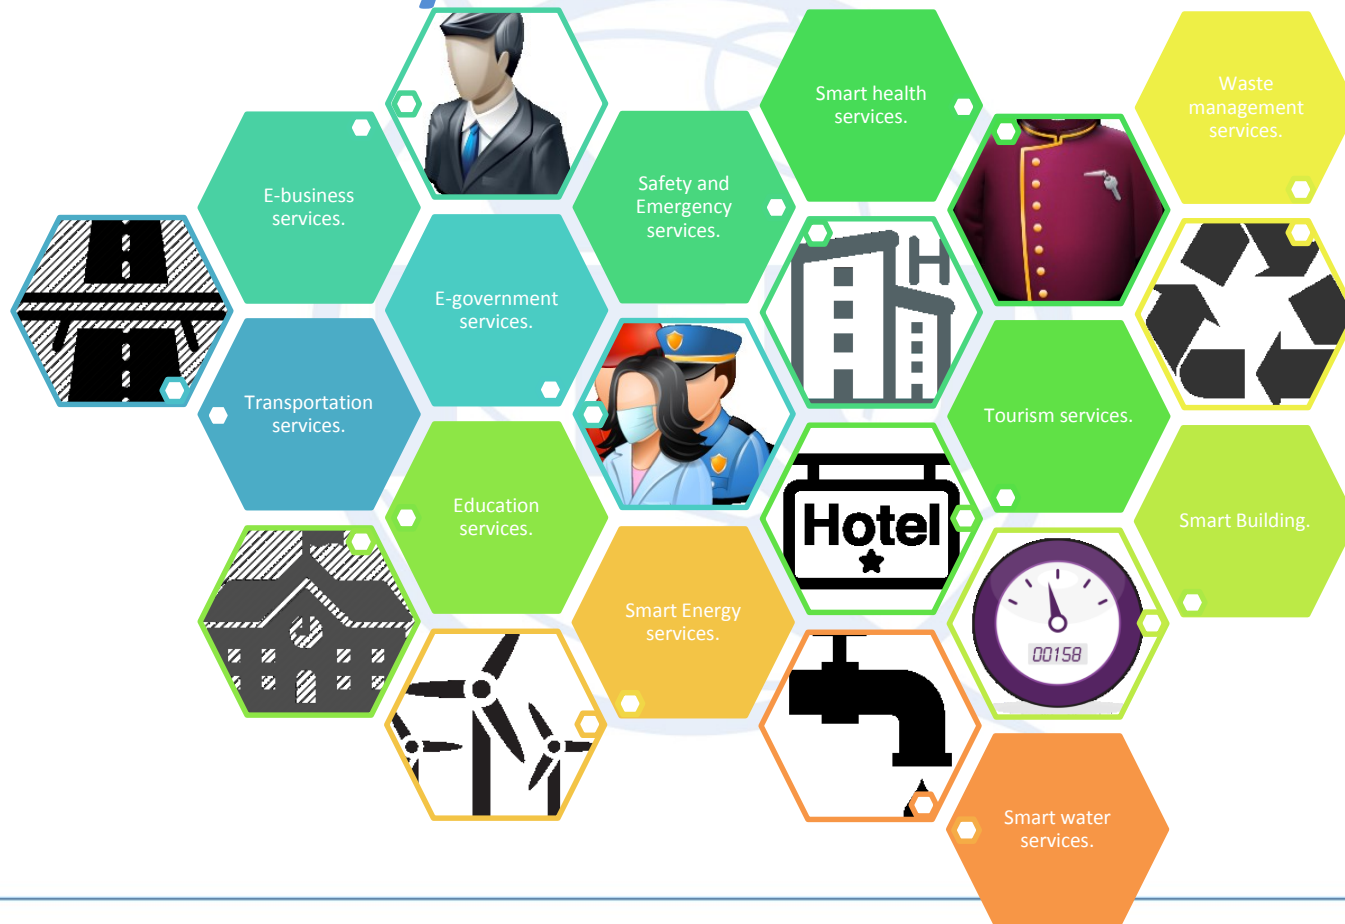 Smart health
services.
Waste
management
services.
E-business
services.
Safety and
Emergency
services.
E-government
services.
H
Transportation
services.
Tourism services.
Education
services.
Hotel
Smart Building.
Smart Energy
services.
00158
Smart water
services.